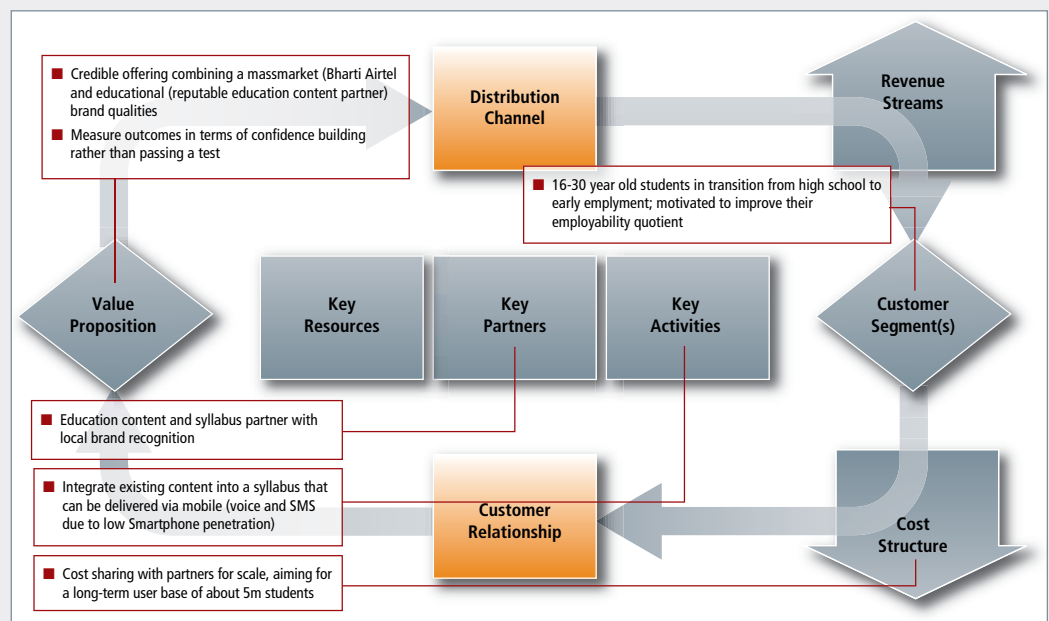 ■ Credible offering combining a massmarket (Bharti Airtel
and educational (reputable education content partner)
brand qualities
■ Measure outcomes in terms of confidence building
rather than passing a test
Distribution
Channel
Revenue
Streams
■ 16-30 year old students in transition from high school to
early emplyment; motivated to improve their
employability quotient
Value
Proposition
Key
Resources
Key
Partners
Key
Activities
Customer
Segment(s)
■ Education content and syllabus partner with
local brand recognition
■ Integrate existing content into a syllabus that
can be delivered via mobile (voice and SMS
due to low Smartphone penetration)
Customer
Relationship
Cost
Structure
■ Cost sharing with partners for scale, aiming for
a long-term user base of about 5m students